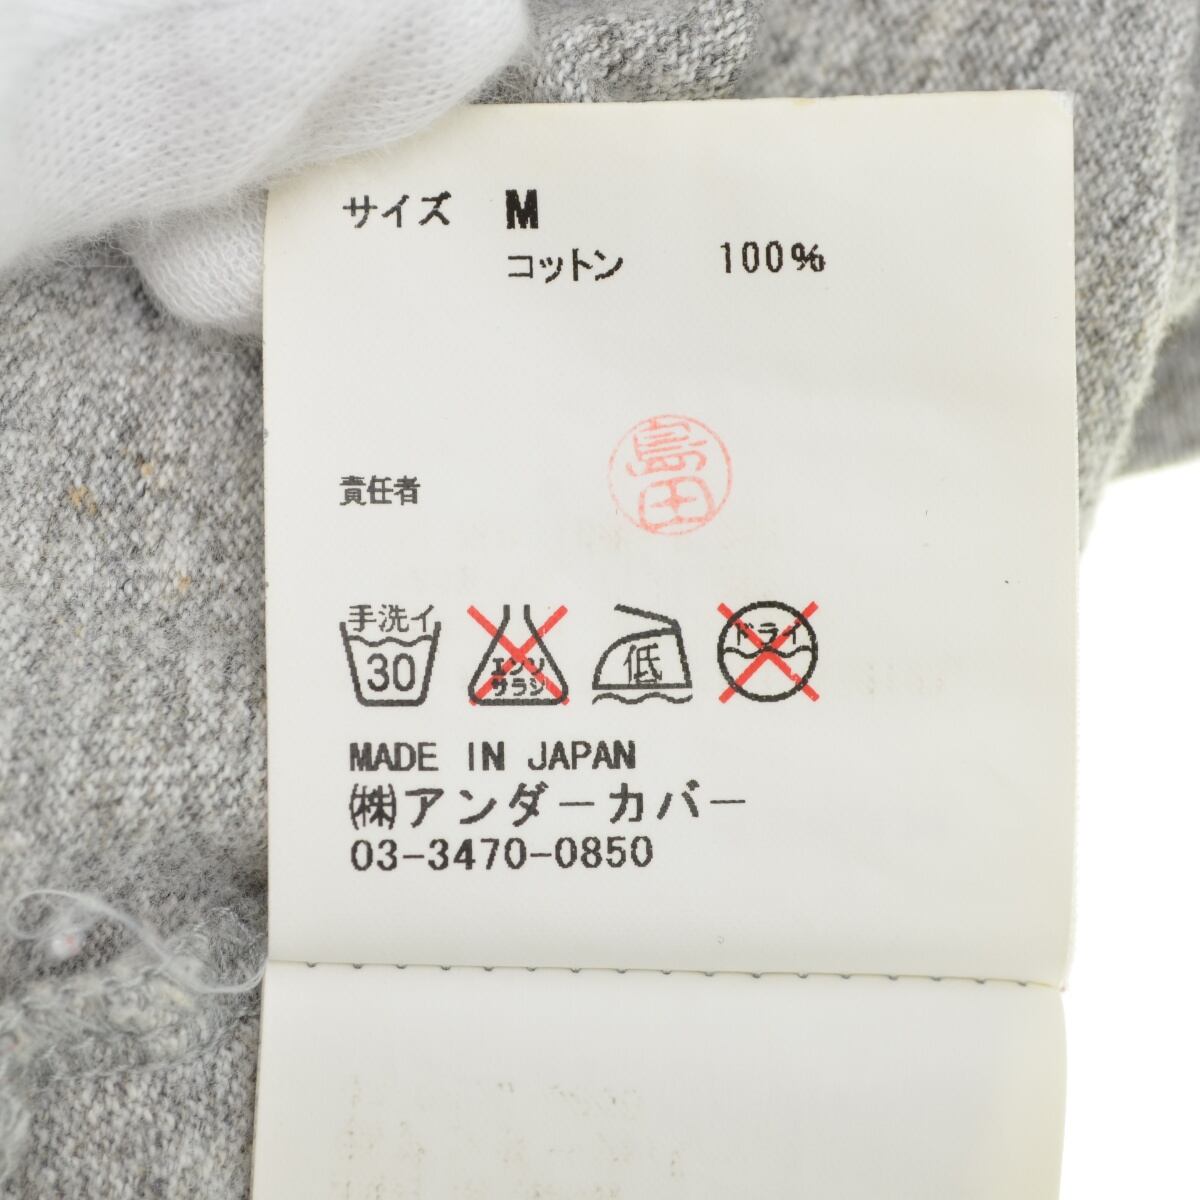 サイズ M
コットン 100%
島田
責任者
手洗イ
30
エンソ
サラシ
低
ドライ
MADE IN JAPAN
㈱アンダーカバー
03-3470-0850